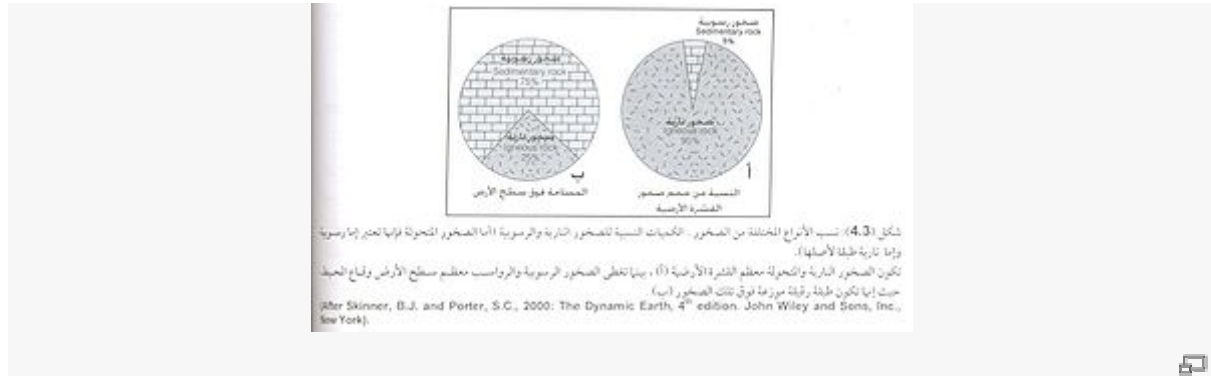 صخور رسوبية
Sedimentary rock
5%
صخور نارية
Igneous rock
95%
أ
النسبة من حجم صخور
القشرة الأرضية
صخور رسوبية
Sedimentary rock
75%
صخور نارية
Igneous rock
25%
ب
المساحة فوق سطح الأرض
شكل (4.3): نسب الأنواع المختلفة من الصخور. الكميات النسبية للصخور النارية والرسوبية (أما الصخور المتحولة فإنها تعتبر إما رسوبية
وإما نارية طبقا لأصلها).
تكون الصخور النارية والمتحولة معظم القشرة الأرضية (أ)، بينما تغطى الصخور الرسوبية والرواسب معظم سطح الأرض وقاع المحيط
حيث إنها تكون طبقة رقيقة موزعة فوق تلك الصخور (ب).
(After Skinner, B.J. and Porter, S.C., 2000: The Dynamic Earth, 4th edition. John Wiley and Sons, Inc.,
New York).